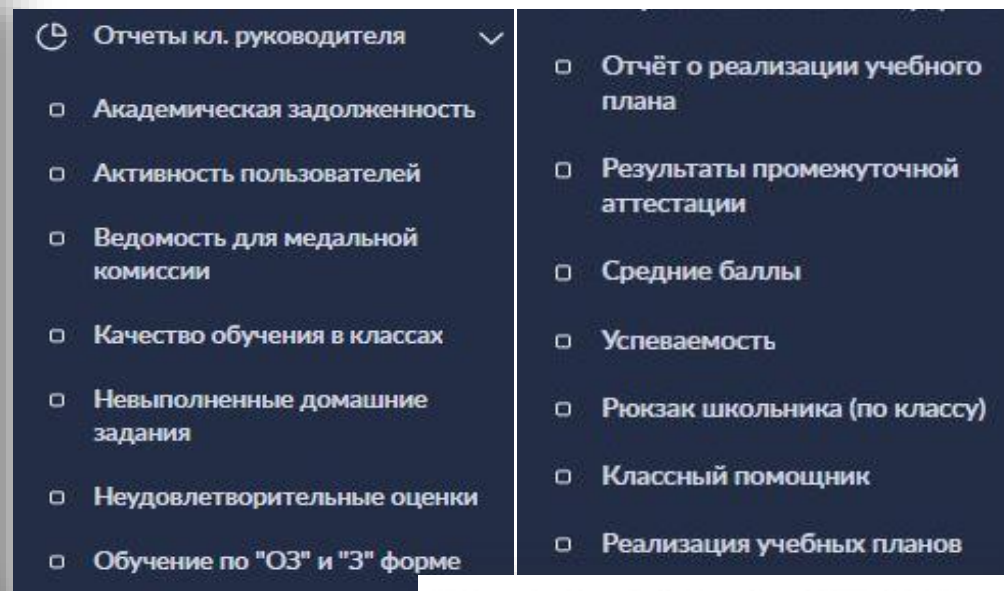 Отчеты кл. руководителя
Академическая задолженность
Активность пользователей
Ведомость для медальной
комиссии
Качество обучения в классах
Невыполненные домашние
задания
Неудовлетворительные оценки
Обучение по "ОЗ" и "З" форме
Отчёт о реализации учебного
плана
Результаты промежуточной
аттестации
Средние баллы
Успеваемость
Рюкзак школьника (по классу)
Классный помощник
Реализация учебных планов